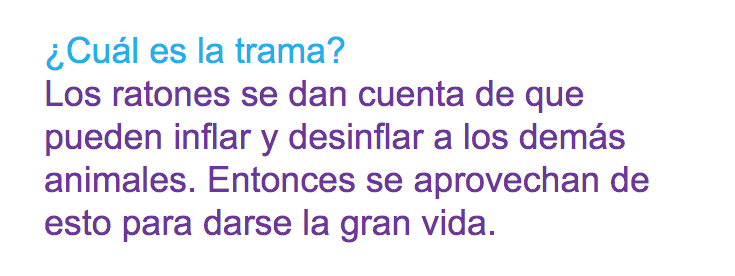 ¿Cuál es la trama?
Los ratones se dan cuenta de que
pueden inflar y desinflar a los demás
animales. Entonces se aprovechan de
esto para darse la gran vida.